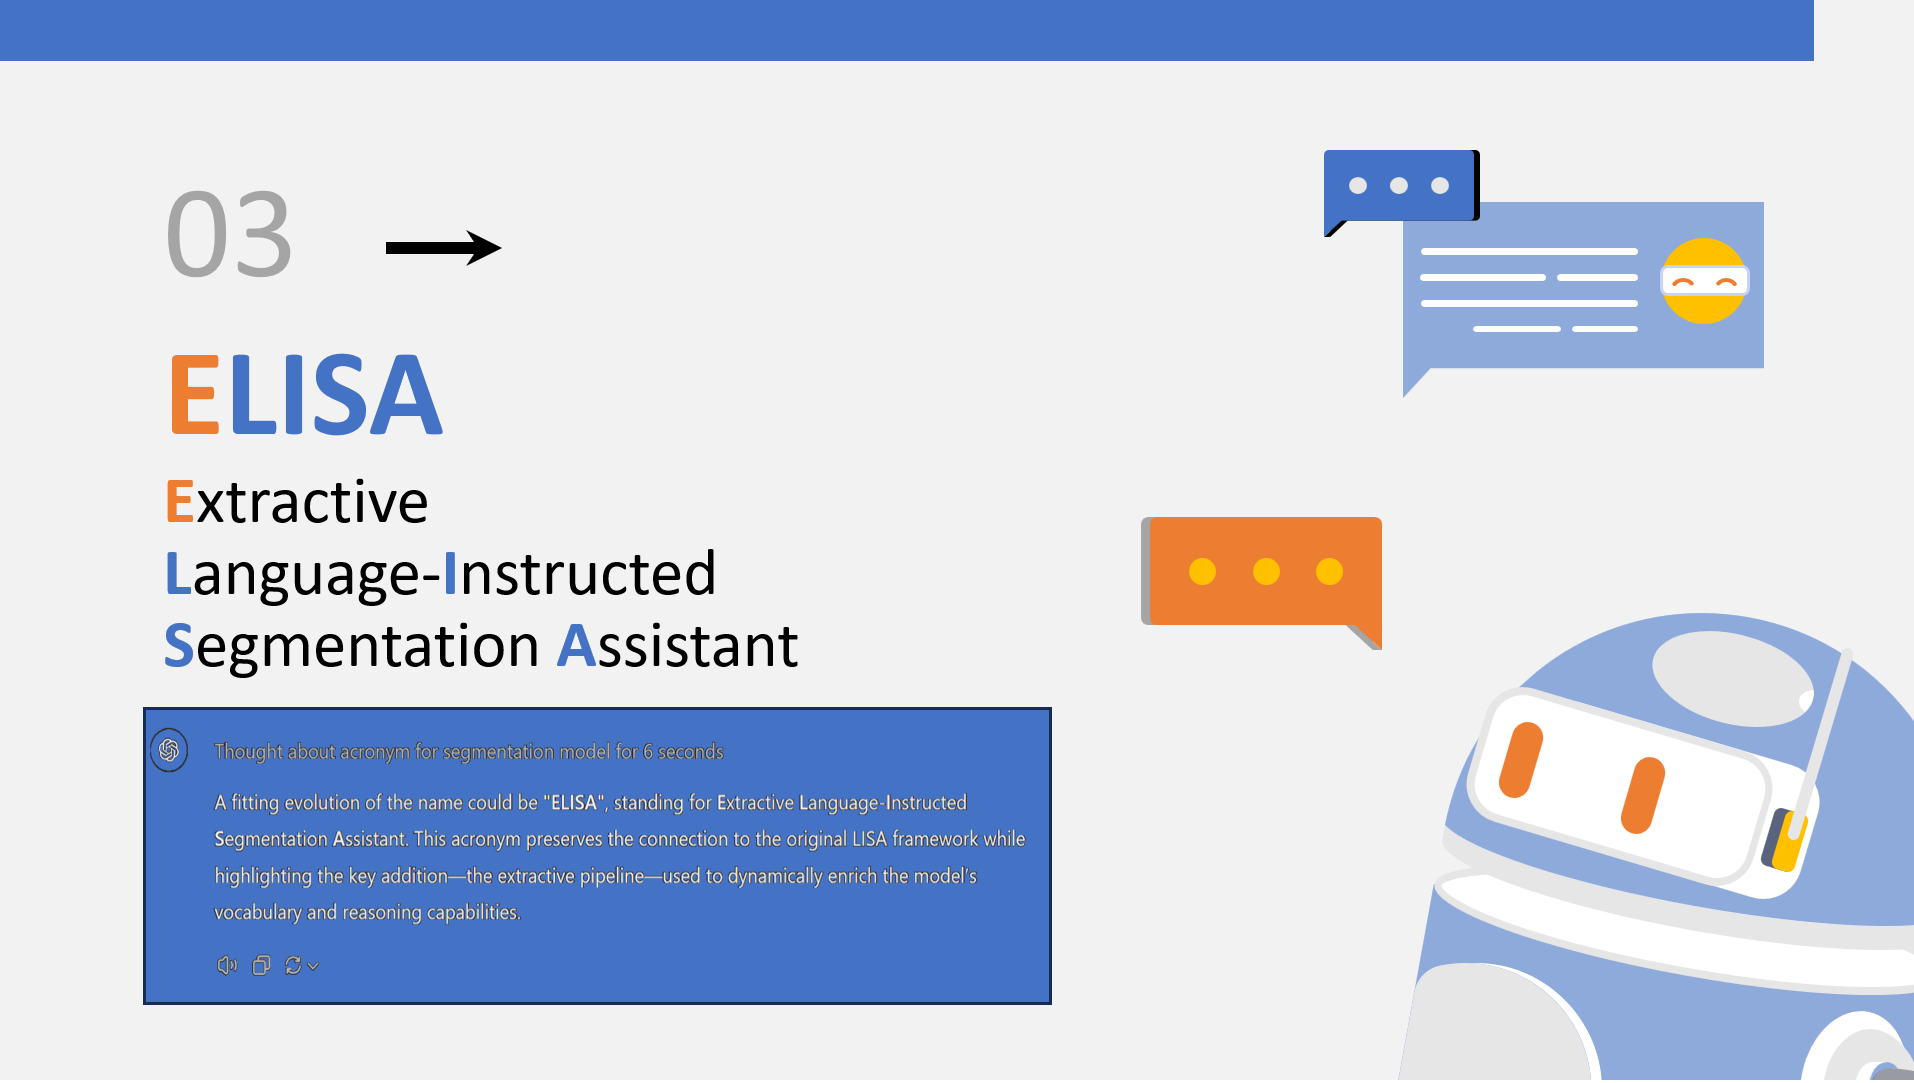 03
ELISA
Extractive
Language-Instructed
Segmentation Assistant
Thought about acronym for segmentation model for 6 seconds
A fitting evolution of the name could be "ELISA", standing for Extractive Language-Instructed
Segmentation Assistant. This acronym preserves the connection to the original LISA framework while
highlighting the key addition—the extractive pipeline—used to dynamically enrich the model's
vocabulary and reasoning capabilities.